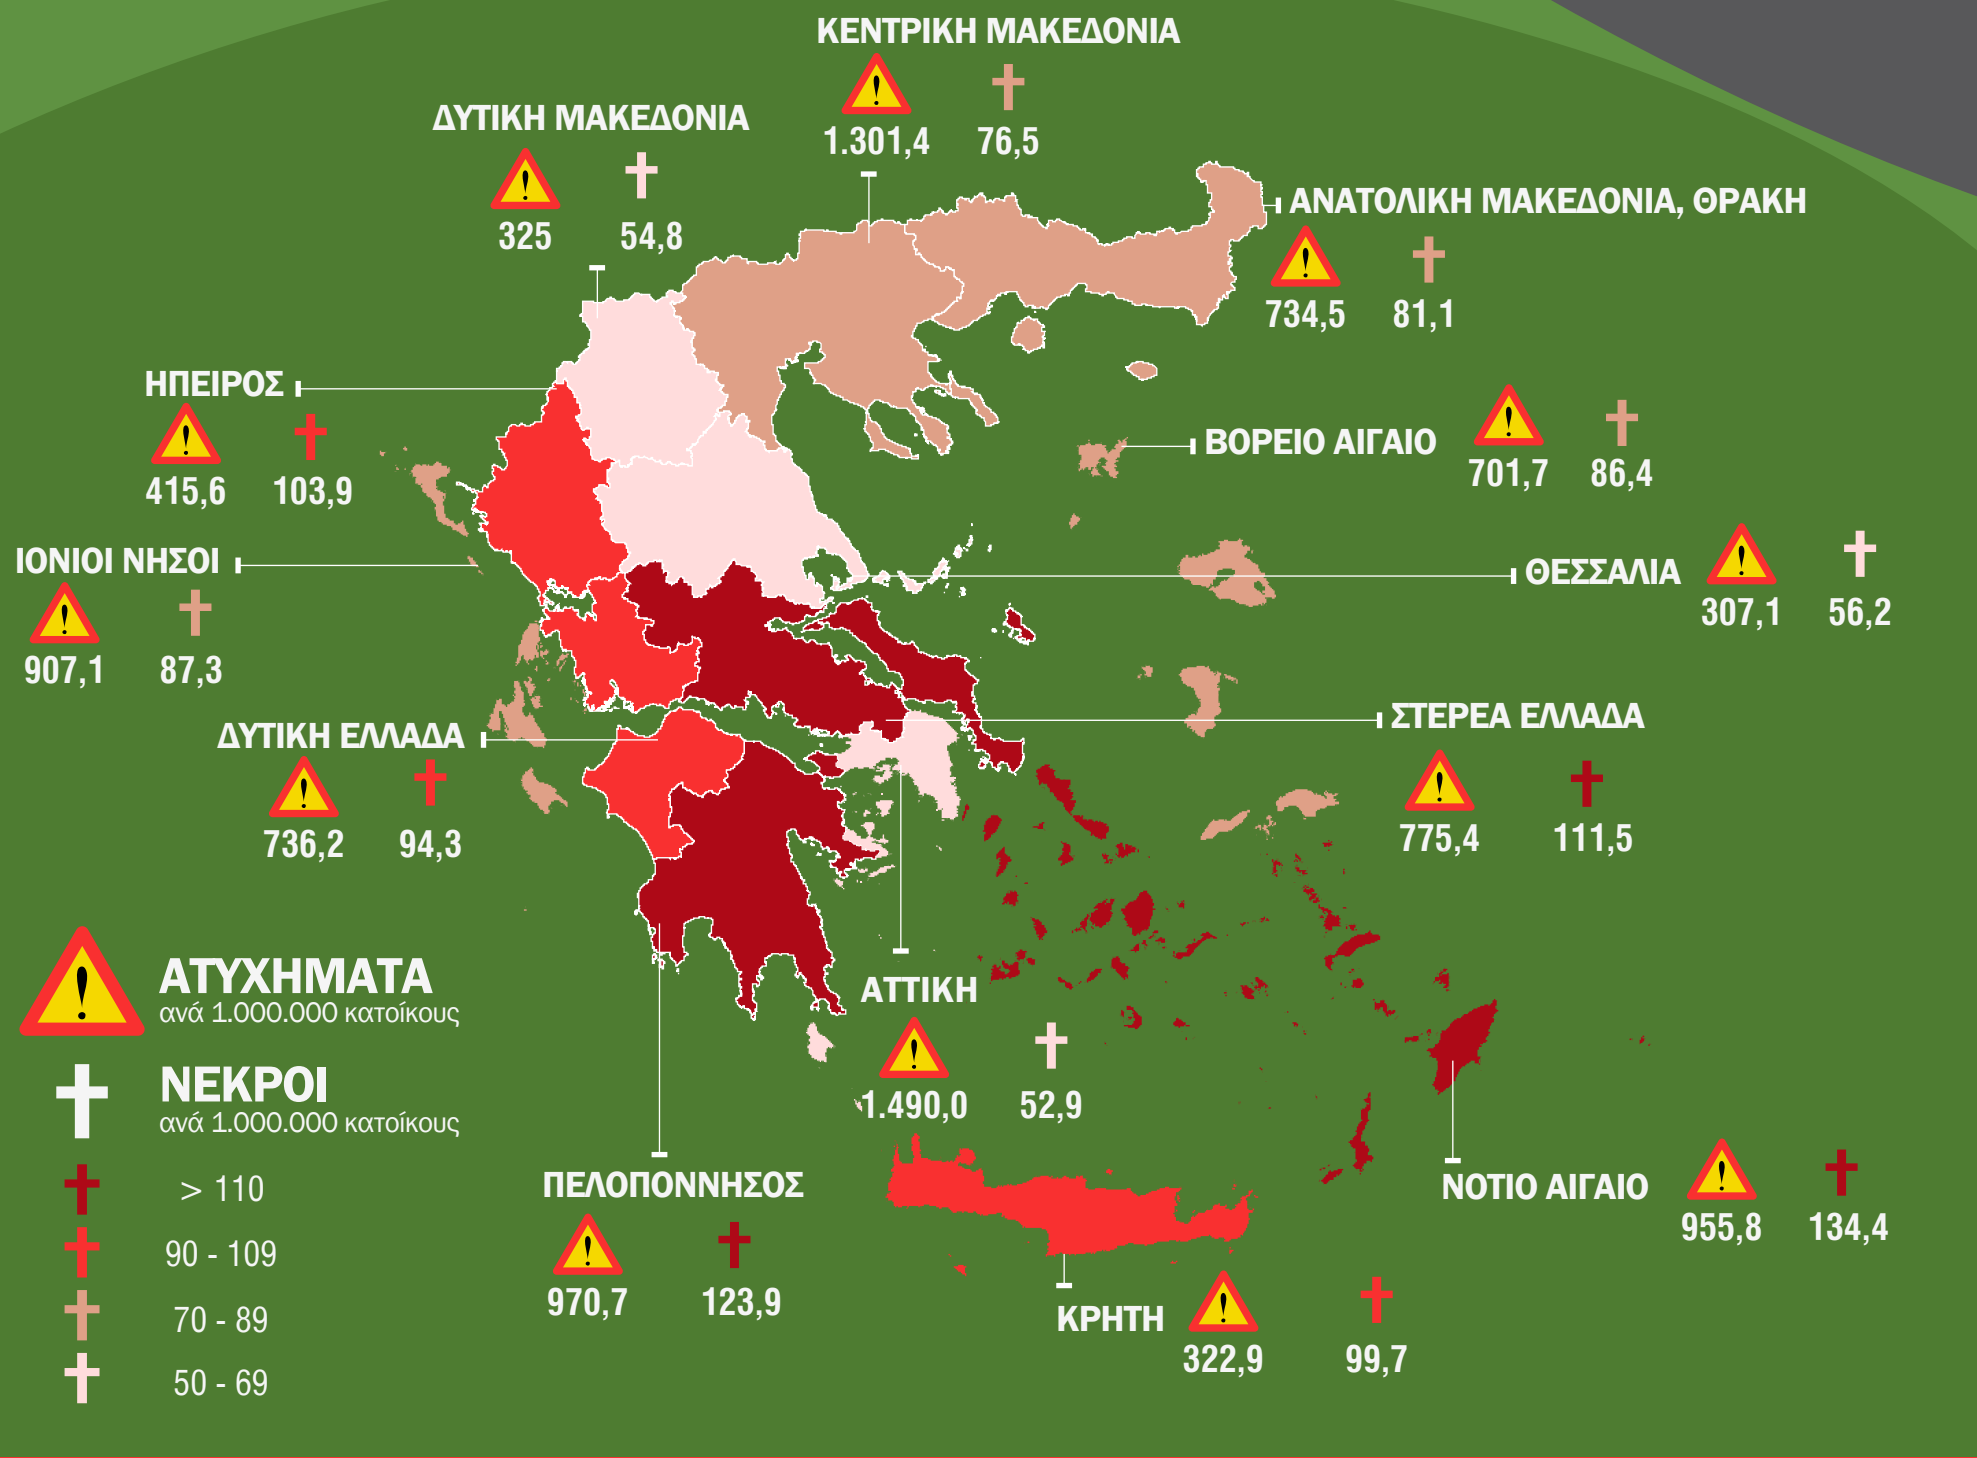 ΚΕΝΤΡΙΚΗ ΜΑΚΕΔΟΝΙΑ
1.301,4 76,5
ΔΥΤΙΚΗ ΜΑΚΕΔΟΝΙΑ
325 54,8
ΑΝΑΤΟΛΙΚΗ ΜΑΚΕΔΟΝΙΑ, ΘΡΑΚΗ
734,5 81,1
ΗΠΕΙΡΟΣ
415,6 103,9
ΒΟΡΕΙΟ ΑΙΓΑΙΟ
701,7 86,4
ΙΟΝΙΟΙ ΝΗΣΟΙ
907,1 87,3
ΘΕΣΣΑΛΙΑ
307,1 56,2
ΔΥΤΙΚΗ ΕΛΛΑΔΑ
736,2 94,3
ΣΤΕΡΕΑ ΕΛΛΑΔΑ
775,4 111,5
ΑΤΥΧΗΜΑΤΑ
ανά 1.000.000 κατοίκους
ΝΕΚΡΟΙ
ανά 1.000.000 κατοίκους
> 110
90 - 109
70 - 89
50 - 69
ΑΤΤΙΚΗ
1.490,0 52,9
ΠΕΛΟΠΟΝΝΗΣΟΣ
970,7 123,9
ΝΟΤΙΟ ΑΙΓΑΙΟ
955,8 134,4
ΚΡΗΤΗ
322,9 99,7